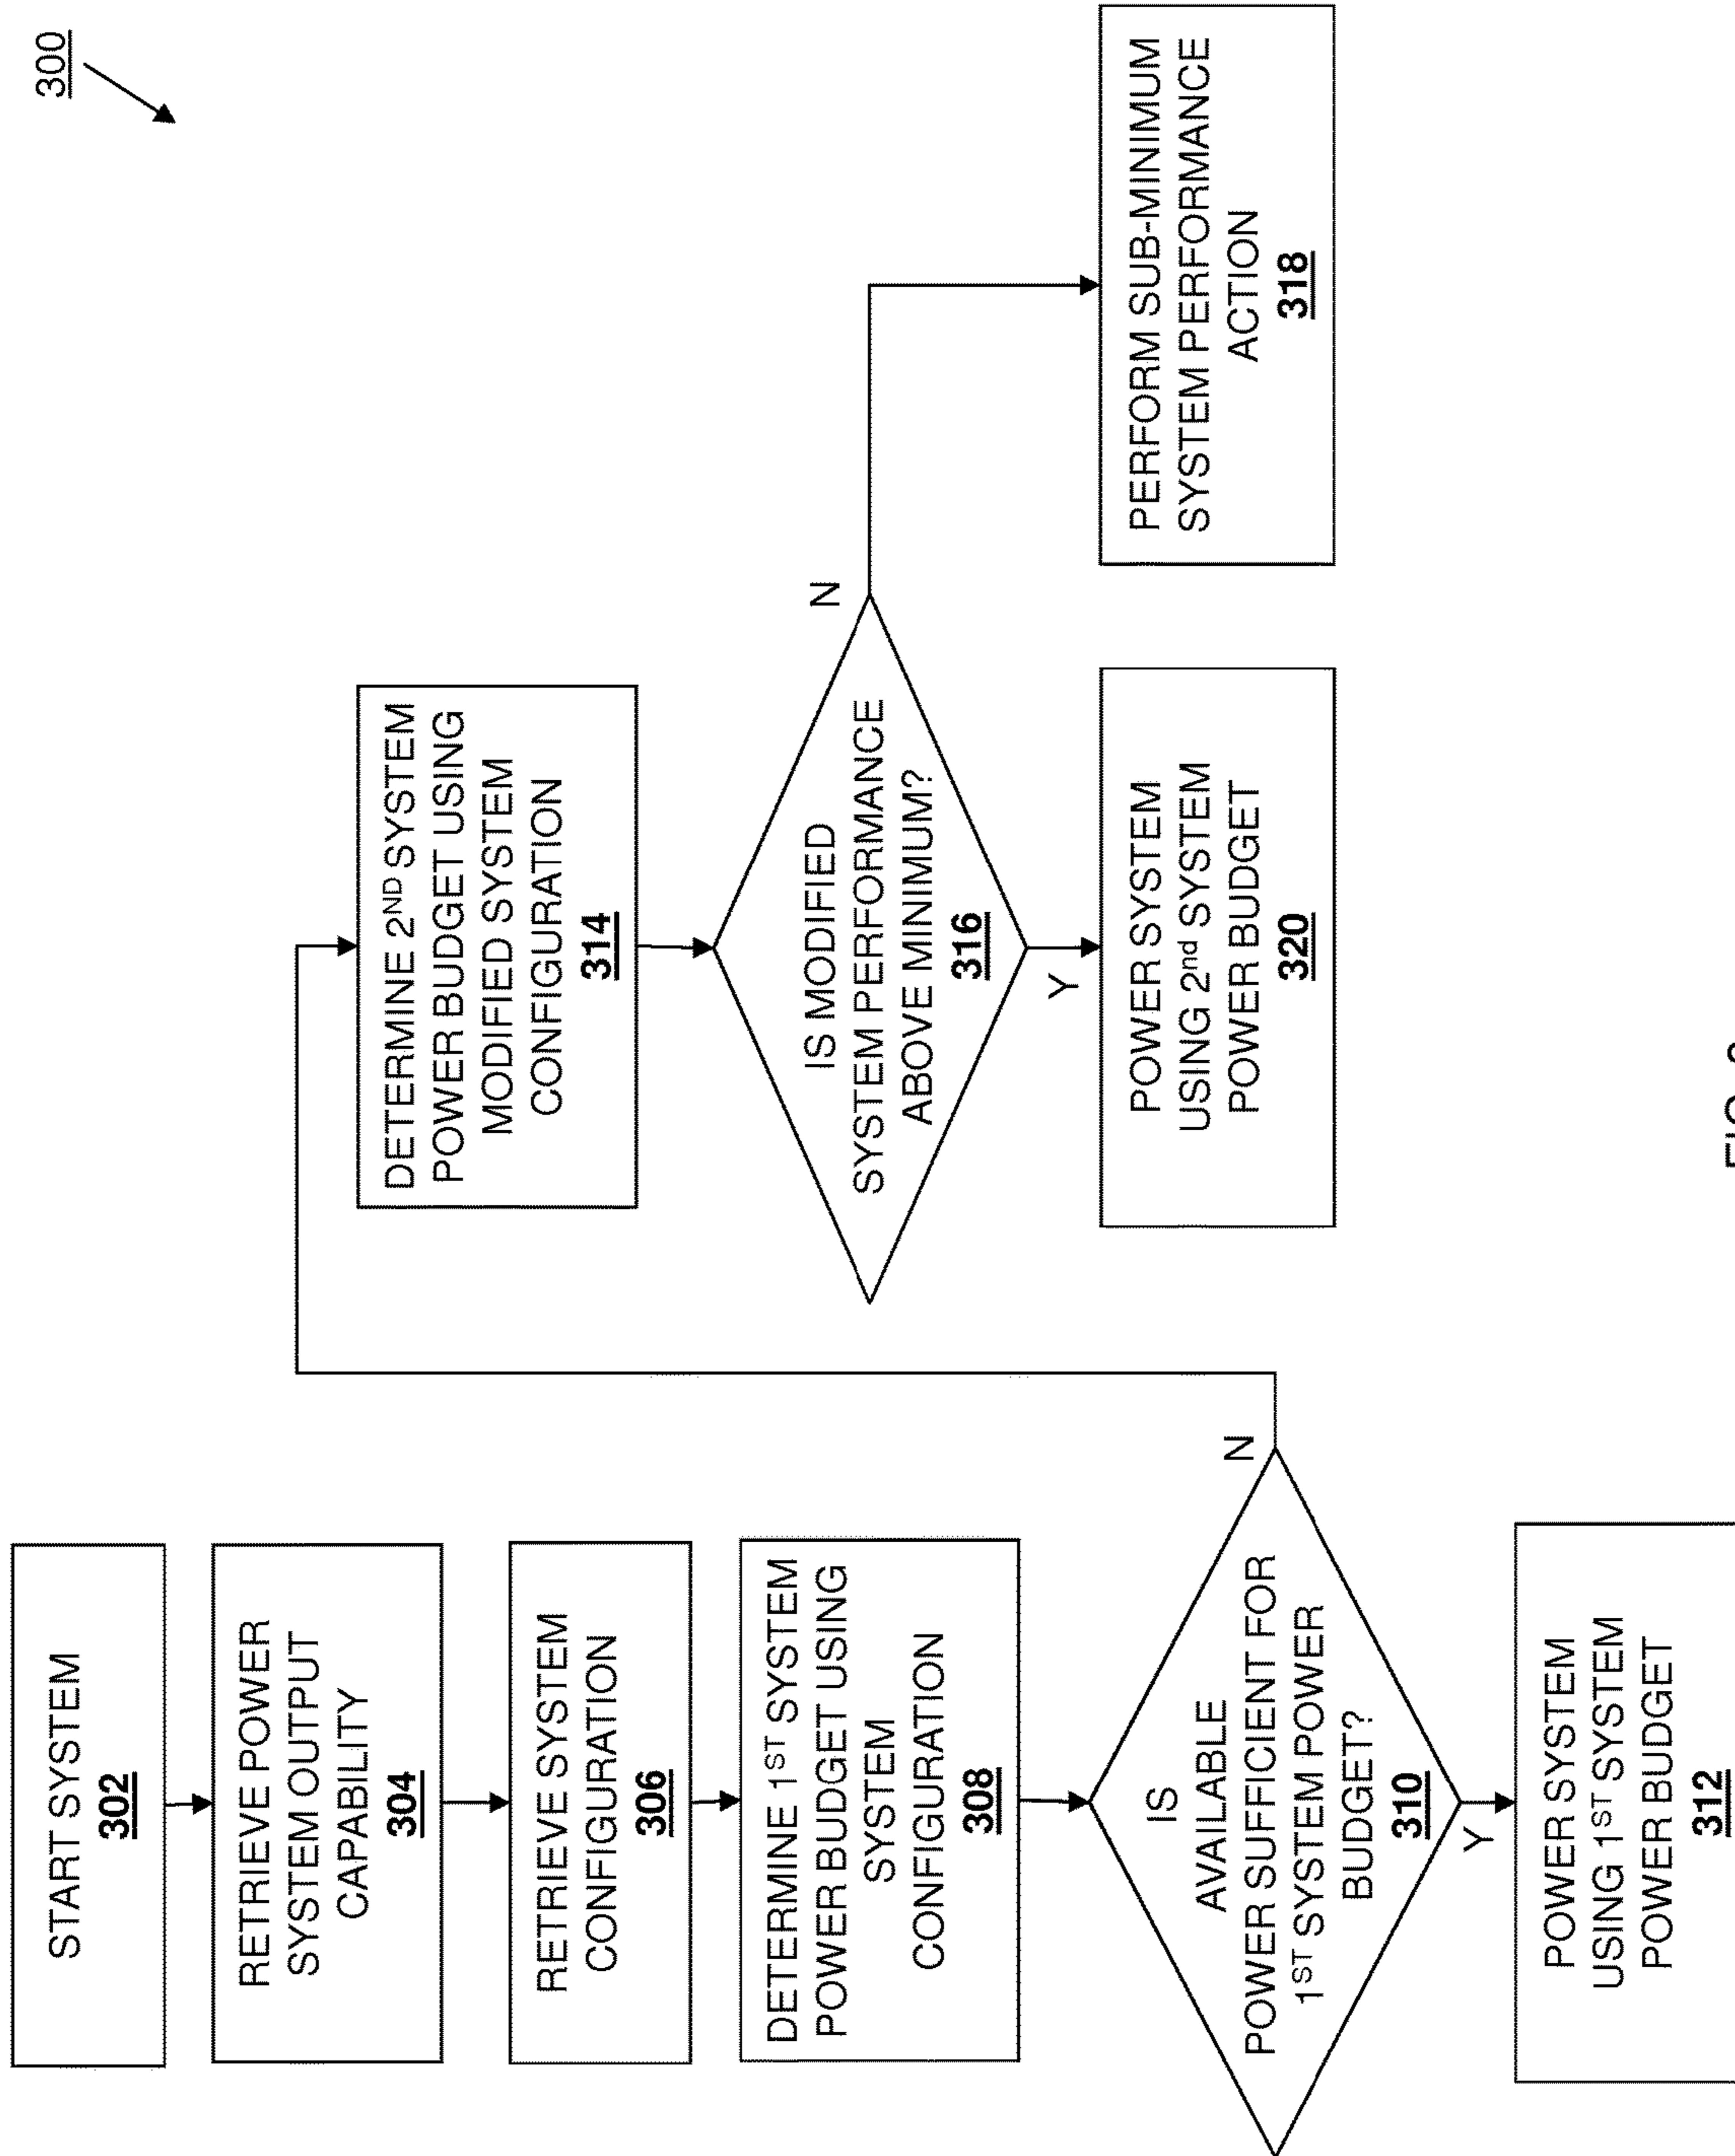 300
START SYSTEM
302
RETRIEVE POWER
SYSTEM OUTPUT
CAPABILITY
304
RETRIEVE SYSTEM
CONFIGURATION
306
DETERMINE 1ST SYSTEM
POWER BUDGET USING
SYSTEM
CONFIGURATION
308
IS
AVAILABLE
POWER SUFFICIENT FOR
1ST SYSTEM POWER
BUDGET?
310
N
Y
POWER SYSTEM
USING 1ST SYSTEM
POWER BUDGET
312
DETERMINE 2ND SYSTEM
POWER BUDGET USING
MODIFIED SYSTEM
CONFIGURATION
314
IS MODIFIED
SYSTEM PERFORMANCE
ABOVE MINIMUM?
316
N
Y
PERFORM SUB-MINIMUM
SYSTEM PERFORMANCE
ACTION
318
POWER SYSTEM
USING 2nd SYSTEM
POWER BUDGET
320
FIG.